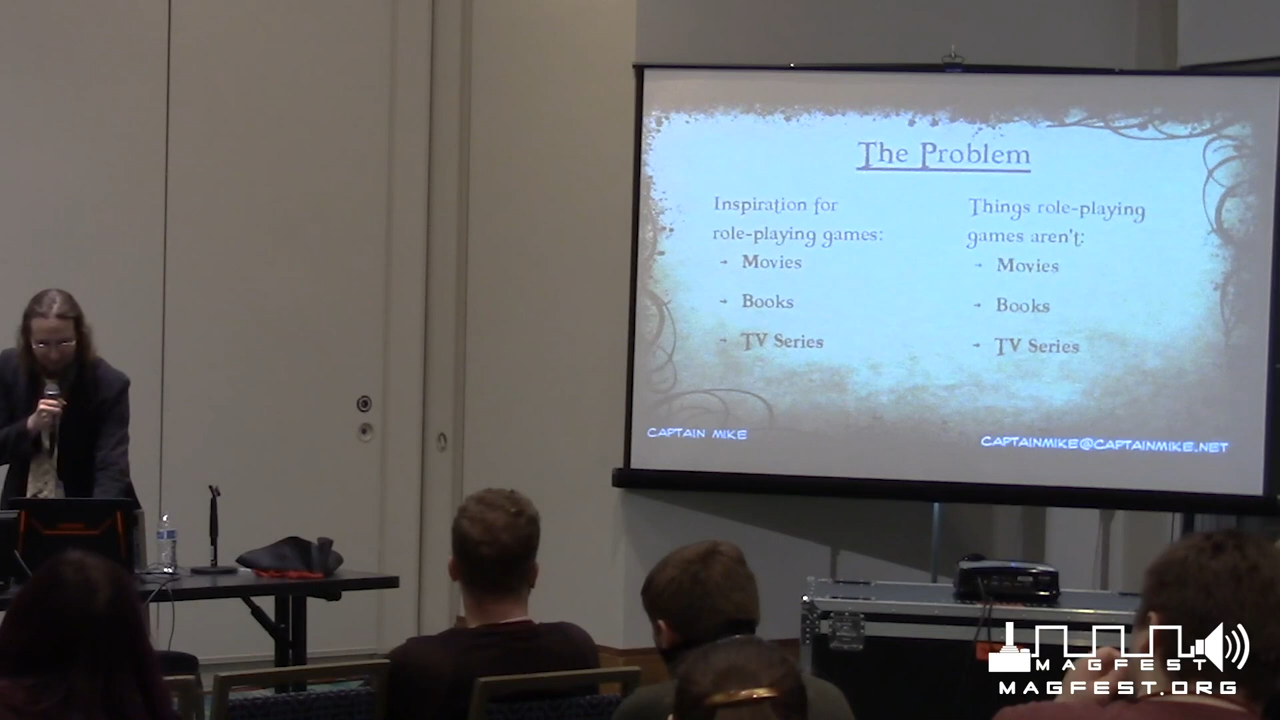 The Problem
Inspiration for
role-playing games:
→ Movies
→ Books
→ TV Series
Things role-playing
games aren't:
→ Movies
→ Books
→ TV Series
CAPTAIN MIKE
CAPTAINMIKE@CAPTAINMIKE.NET
MAGFEST
MAGFEST.ORG